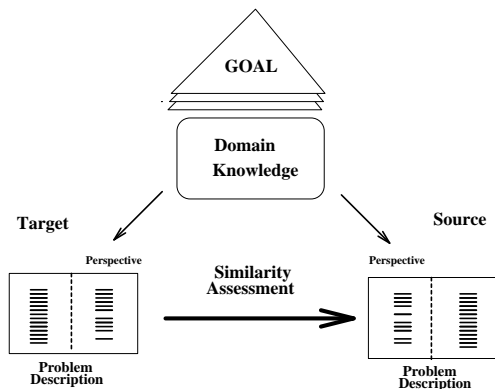 GOAL
Domain
Knowledge
Target
Source
Perspective
Similarity
Assessment
Perspective
Problem
Description
Problem
Description